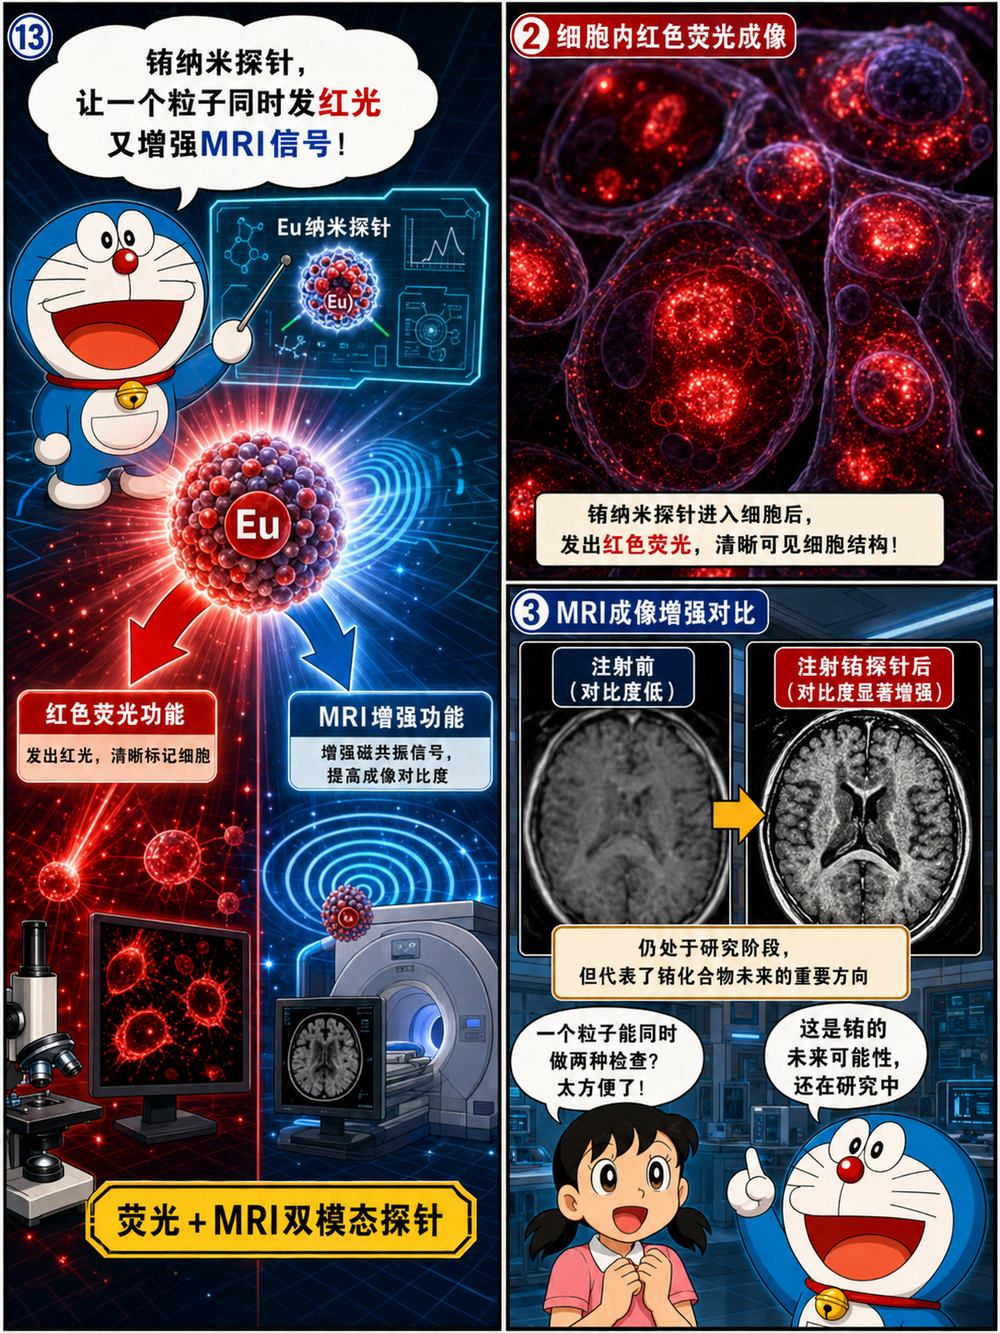 13
铕纳米探针，
让一个粒子同时发红光
又增强MRI信号！
Eu纳米探针
Eu
Eu
红色荧光功能
发出红光，清晰标记细胞
MRI增强功能
增强磁共振信号，
提高成像对比度
Eu
荧光+MRI双模态探针
2 细胞内红色荧光成像
铕纳米探针进入细胞后，
发出红色荧光，清晰可见细胞结构！
3 MRI成像增强对比
注射前
（对比度低）
注射铕探针后
（对比度显著增强）
仍处于研究阶段，
但代表了铕化合物未来的重要方向
一个粒子能同时
做两种检查？
太方便了！
这是铕的
未来可能性，
还在研究中